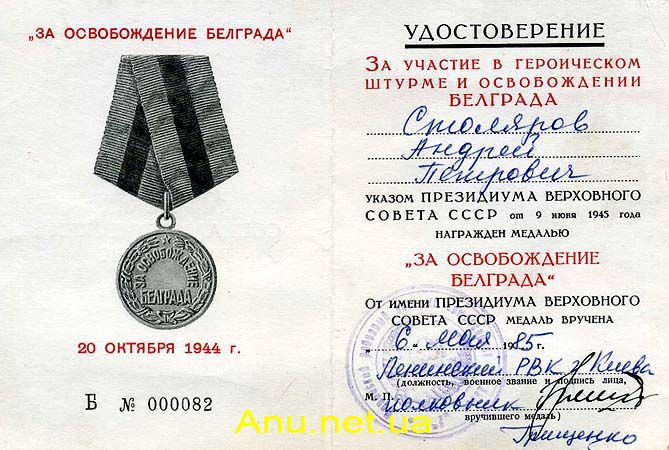 „ЗА ОСВОБОЖДЕНИЕ БЕЛГРАДА“
ЗА ОСВОБОЖДЕНИЕ
БЕЛГРАДА
20 ОКТЯБРЯ 1944 г.
Б № 000082
УДОСТОВЕРЕНИЕ
ЗА УЧАСТИЕ В ГЕРОИЧЕСКОМ
ШТУРМЕ И ОСВОБОЖДЕНИИ
БЕЛГРАДА
Столяров
Андрей
Петрович
УКАЗОМ ПРЕЗИДИУМА ВЕРХОВНОГО
СОВЕТА СССР от 9 июня 1945 года
НАГРАЖДЕН МЕДАЛЬЮ
„ЗА ОСВОБОЖДЕНИЕ
БЕЛГРАДА“
ОТ ИМЕНИ ПРЕЗИДИУМА ВЕРХОВНОГО
СОВЕТА СССР МЕДАЛЬ ВРУЧЕНА
„6“ мая 1985 г.
Ленинский РВК г Киева
(должность, военное звание и подпись лица,
М. П. полковник
вручившего медаль)
Грищенко
Anu.net.ua